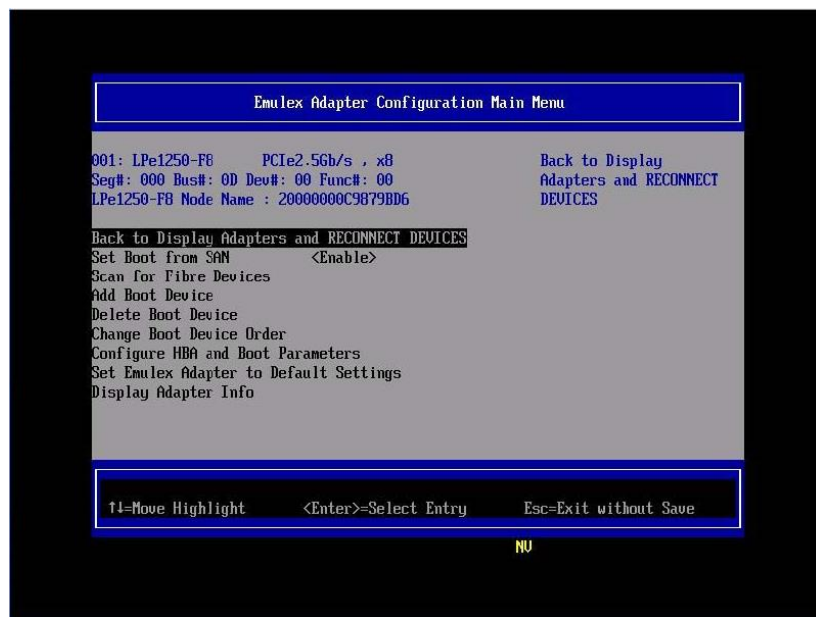 Emulex Adapter Configuration Main Menu
001: LPe1250-F8 PCIe2.5Gb/s , x8
Seg#: 000 Bus#: 0D Dev#: 00 Func#: 00
LPe1250-F8 Node Name : 20000000C9879BD6
Back to Display
Adapters and RECONNECT
DEVICES
Back to Display Adapters and RECONNECT DEVICES
Set Boot from SAN <Enable>
Scan for Fibre Devices
Add Boot Device
Delete Boot Device
Change Boot Device Order
Configure HBA and Boot Parameters
Set Emulex Adapter to Default Settings
Display Adapter Info
↑↓=Move Highlight <Enter>=Select Entry Esc=Exit without Save
NV